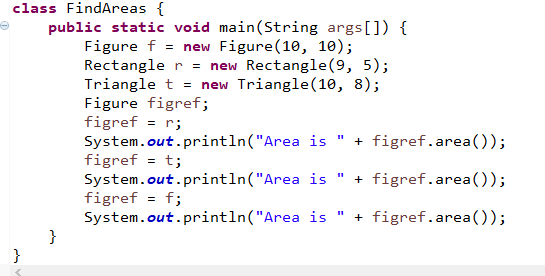 class FindAreas {
    public static void main(String args[]) {
        Figure f = new Figure(10, 10);
        Rectangle r = new Rectangle(9, 5);
        Triangle t = new Triangle(10, 8);
        Figure figref;
        figref = r;
        System.out.println("Area is " + figref.area());
        figref = t;
        System.out.println("Area is " + figref.area());
        figref = f;
        System.out.println("Area is " + figref.area());
    }
}